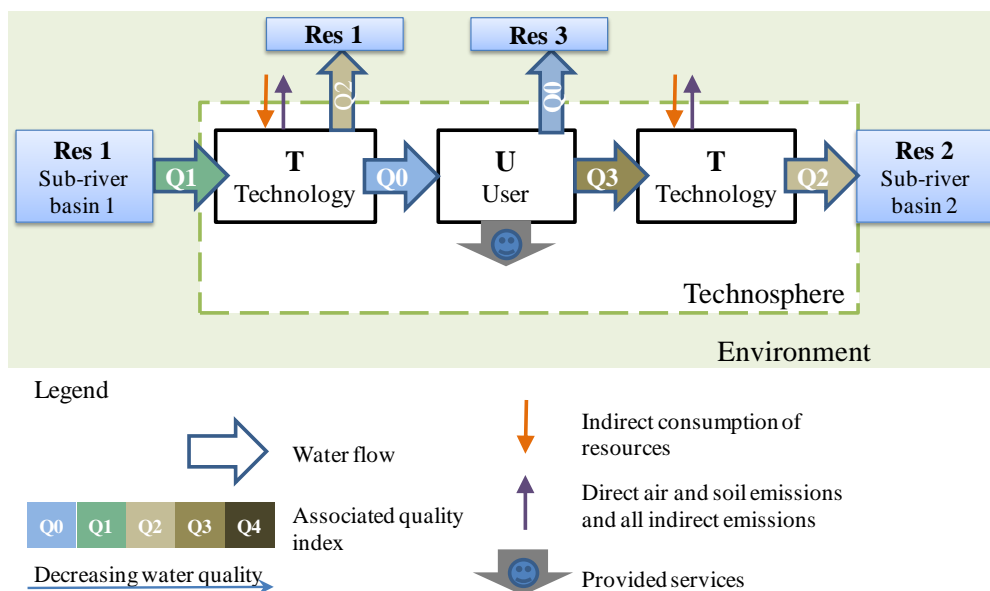 Res 1
Res 3
Q2
Q0
Res 1
Sub-river
basin 1
Q1
T
Technology
Q0
U
User
Q3
T
Technology
Q2
Res 2
Sub-river
basin 2
Technosphere
Environment
Legend
Water flow
Indirect consumption of
resources
Q0 Q1 Q2 Q3 Q4
Associated quality
index
Direct air and soil emissions
and all indirect emissions
Decreasing water quality
Provided services